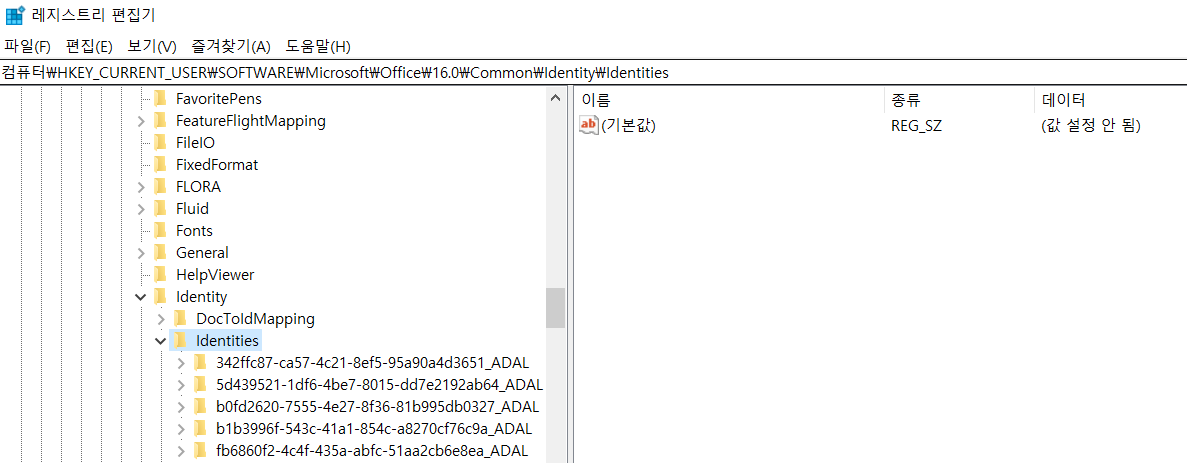 레지스트리 편집기
파일(F) 편집(E) 보기(V) 즐겨찾기(A) 도움말(H)
컴퓨터\HKEY_CURRENT_USER\SOFTWARE\Microsoft\Office\16.0\Common\Identity\Identities
FavoritePens
FeatureFlightMapping
FileIO
FixedFormat
FLORA
Fluid
Fonts
General
HelpViewer
Identity
DocToIdMapping
Identities
342ffc87-ca57-4c21-8ef5-95a90a4d3651_ADAL
5d439521-1df6-4be7-8015-dd7e2192ab64_ADAL
b0fd2620-7555-4e27-8f36-81b995db0327_ADAL
b1b3996f-543c-41a1-854c-a8270cf76c9a_ADAL
fb6860f2-4c4f-435a-abfc-51aa2cb6e8ea_ADAL
이름 종류 데이터
ab (기본값) REG_SZ (값 설정 안 됨)